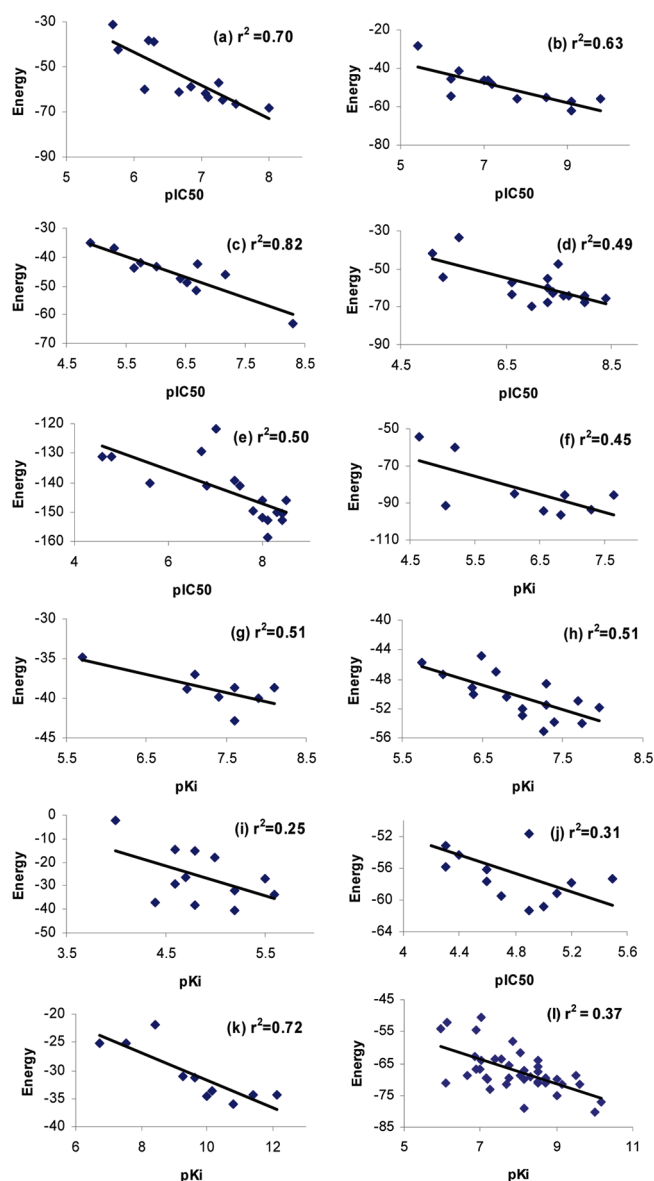 (a) r²=0.70
Energy
-30
-50
-70
-90
5 6 7 8
pIC50
(b) r²=0.63
Energy
-20
-40
-60
-80
5 7 9
pIC50
(c) r²=0.82
Energy
-30
-40
-50
-60
-70
4.5 6.5 8.5
pIC50
(d) r²=0.49
Energy
-30
-50
-70
-90
4.5 5.5 6.5 7.5 8.5
pIC50
(e) r²=0.50
Energy
-120
-130
-140
-150
-160
4 6 8
pIC50
(f) r²=0.45
Energy
-50
-70
-90
-110
4.5 5.5 6.5 7.5
pKi
(g) r²=0.51
Energy
-30
-35
-40
-45
5.5 6.5 7.5 8.5
pKi
(h) r²=0.51
Energy
-40
-44
-48
-52
-56
5.5 6.5 7.5 8.5
pKi
(i) r²=0.25
Energy
0
-10
-20
-30
-40
-50
3.5 4.5 5.5
pKi
(j) r²=0.31
Energy
-52
-56
-60
-64
4 4.4 4.8 5.2 5.6
pIC50
(k) r²=0.72
Energy
-20
-25
-30
-35
-40
6 8 10 12
pKi
(l) r² = 0.37
Energy
-45
-55
-65
-75
-85
5 7 9 11
pKi